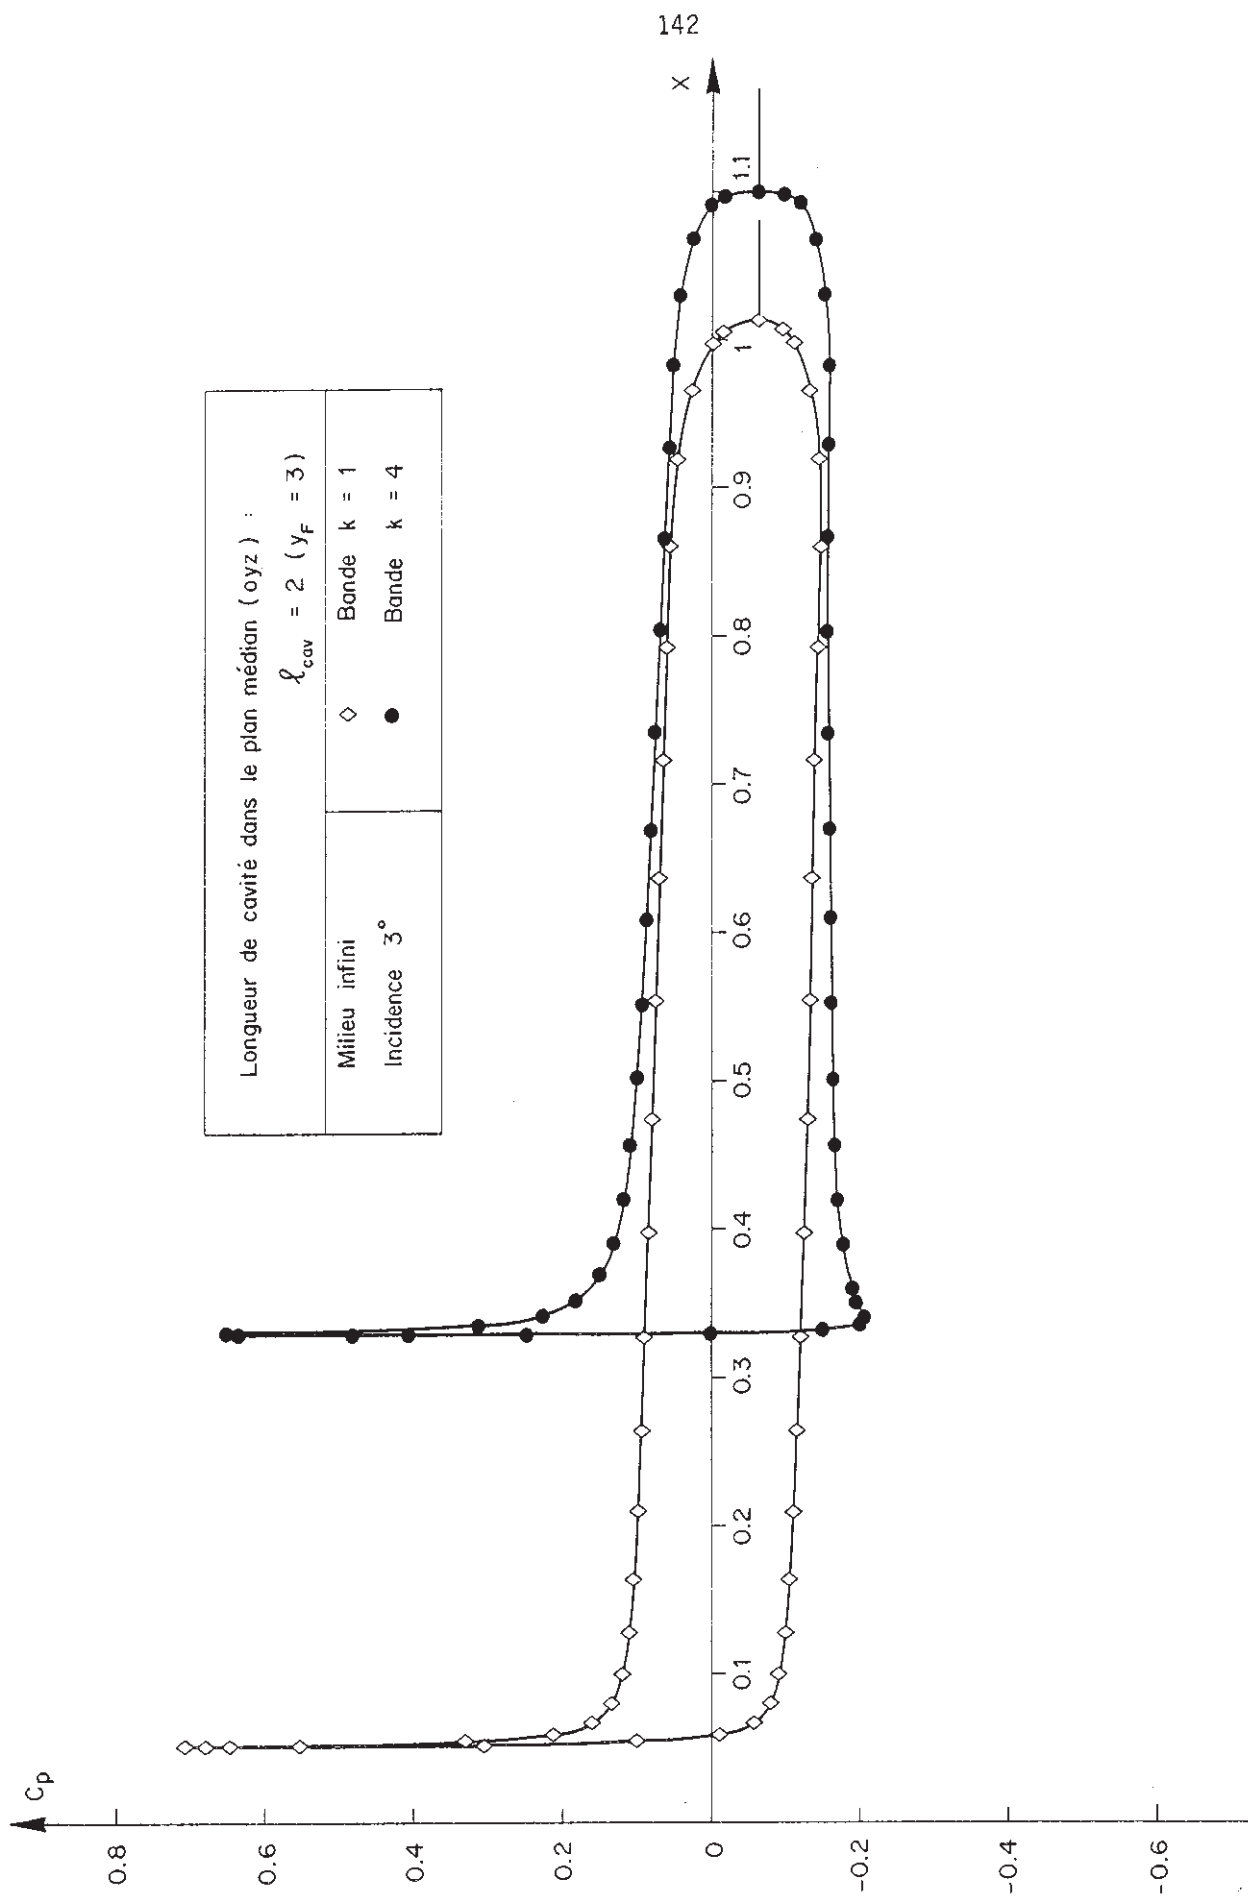 142
Cp
0.8
0.6
0.4
0.2
0
-0.2
-0.4
-0.6
0.1
0.2
0.3
0.4
0.5
0.6
0.7
0.8
0.9
1
1.1
X
Longueur de cavité dans le plan médian (oyz) :
ℓcav = 2 (yF = 3)
Milieu infini
Incidence 3°
◇ Bande k = 1
● Bande k = 4